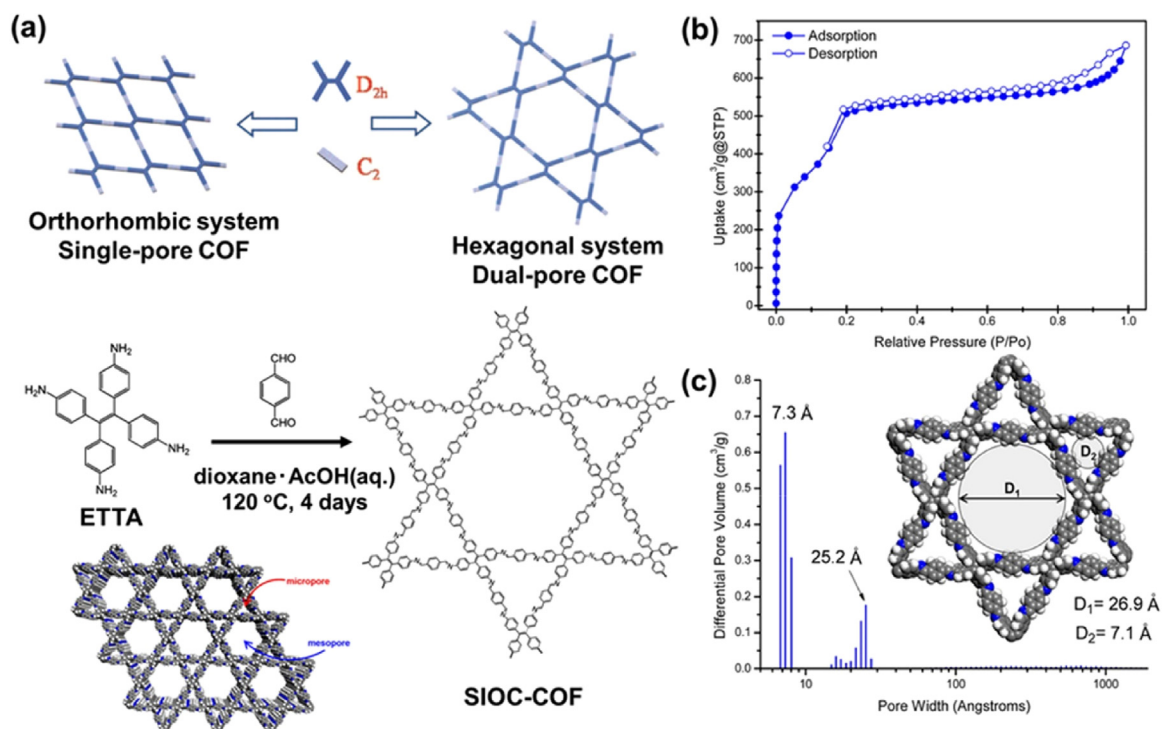 (a)
D2h
C2
Orthorhombic system
Single-pore COF
Hexagonal system
Dual-pore COF
NH2
H2N
NH2
NH2
ETTA
CHO
CHO
dioxane·AcOH(aq.)
120 °C, 4 days
SIOC-COF
micropore
mesopore
(b)
Adsorption
Desorption
Uptake (cm³/g@STP)
700
600
500
400
300
200
100
0
0.0 0.2 0.4 0.6 0.8 1.0
Relative Pressure (P/Po)
(c)
Differential Pore Volume (cm³/g)
0.8
0.7
0.6
0.5
0.4
0.3
0.2
0.1
0.0
7.3 Å
25.2 Å
D1
D2
D1= 26.9 Å
D2= 7.1 Å
10 100 1000
Pore Width (Angstroms)